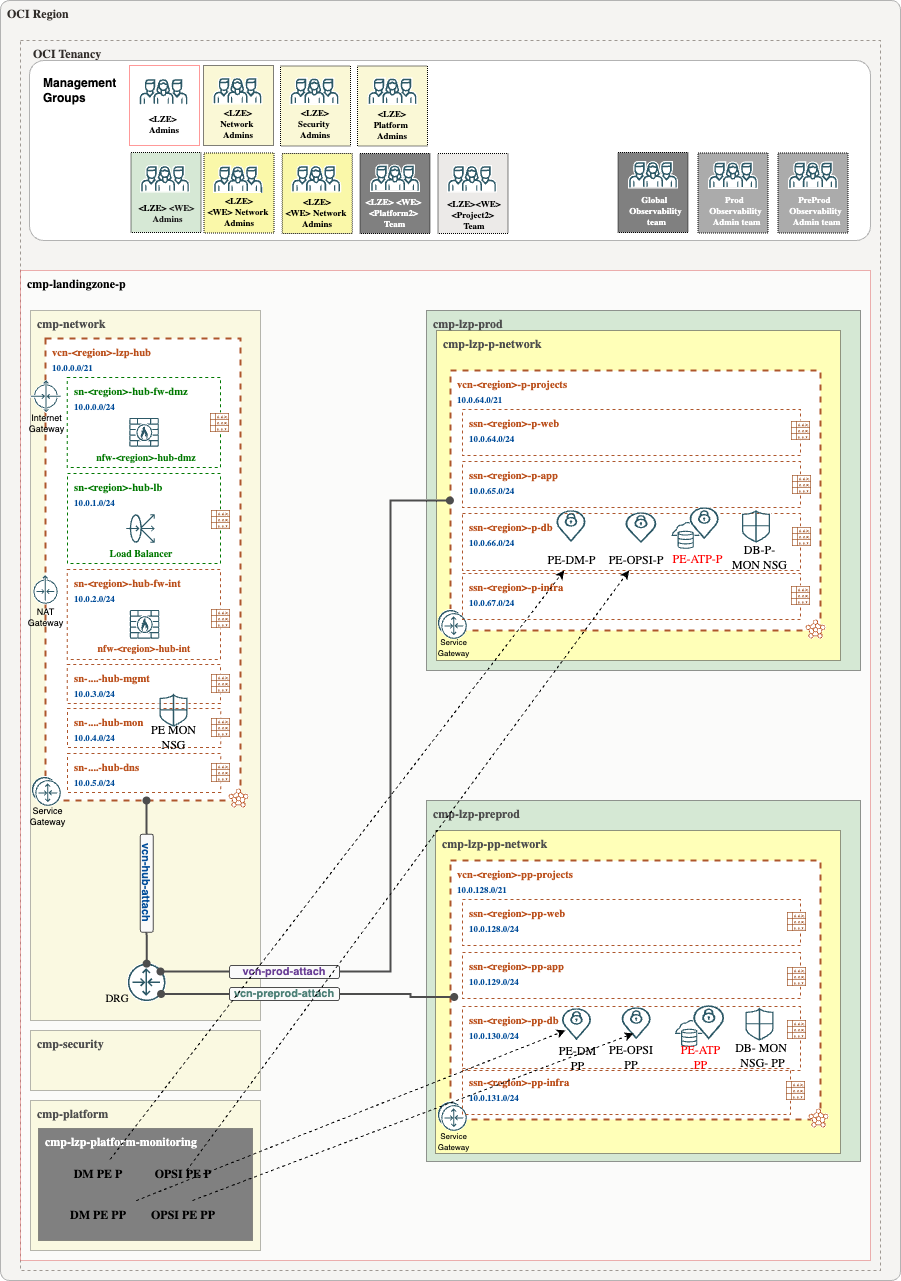 OCI Region
OCI Tenancy
Management
Groups
<LZE>
Admins
<LZE>
Network
Admins
<LZE>
Security
Admins
<LZE>
Platform
Admins
<LZE> <WE>
Admins
<LZE>
<WE> Network
Admins
<LZE>
<WE> Network
Admins
<LZE> <WE>
<Platform2>
Team
<LZE><WE>
<Project2>
Team
Global
Observability
team
Prod
Observability
Admin team
PreProd
Observability
Admin team
cmp-landingzone-p
cmp-network
vcn-<region>-lzp-hub
10.0.0.0/21
sn-<region>-hub-fw-dmz
10.0.0.0/24
nfw-<region>-hub-dmz
Internet
Gateway
sn-<region>-hub-lb
10.0.1.0/24
Load Balancer
sn-<region>-hub-fw-int
10.0.2.0/24
nfw-<region>-hub-int
NAT
Gateway
sn-....-hub-mgmt
10.0.3.0/24
sn-....-hub-mon
10.0.4.0/24
PE MON
NSG
sn-....-hub-dns
10.0.5.0/24
Service
Gateway
vcn-hub-attach
DRG
vcn-prod-attach
vcn-preprod-attach
cmp-security
cmp-platform
cmp-lzp-platform-monitoring
DM PE P
OPSI PE P
DM PE PP
OPSI PE PP
cmp-lzp-prod
cmp-lzp-p-network
vcn-<region>-p-projects
10.0.64.0/21
ssn-<region>-p-web
10.0.64.0/24
ssn-<region>-p-app
10.0.65.0/24
ssn-<region>-p-db
10.0.66.0/24
PE-DM-P
PE-OPSI-P
PE-ATP-P
DB-P-
MON NSG
ssn-<region>-p-infra
10.0.67.0/24
Service
Gateway
cmp-lzp-preprod
cmp-lzp-pp-network
vcn-<region>-pp-projects
10.0.128.0/21
ssn-<region>-pp-web
10.0.128.0/24
ssn-<region>-pp-app
10.0.129.0/24
ssn-<region>-pp-db
10.0.130.0/24
PE-DM
PP
PE-OPSI
PP
PE-ATP
PP
DB- MON
NSG- PP
ssn-<region>-pp-infra
10.0.131.0/24
Service
Gateway